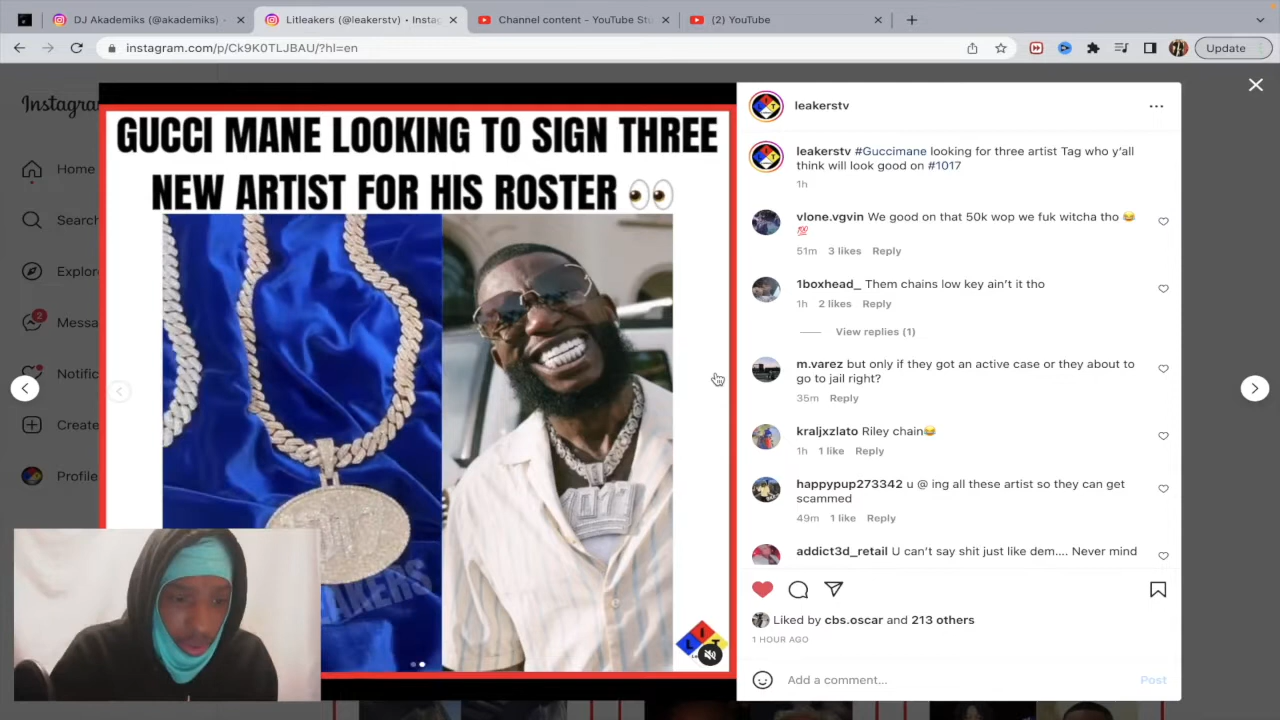 DJ Akademiks (@akademiks) •
Litleakers (@leakerstv) • Instag
Channel content - YouTube Stu
(2) YouTube
instagram.com/p/Ck9K0TLJBAU/?hl=en
Update
Instagra
Home
Search
Explor
Messa
2
Notific
Create
Profile
GUCCI MANE LOOKING TO SIGN THREE
NEW ARTIST FOR HIS ROSTER 👀
1017
LEAKERS
LIT
leakerstv
leakerstv #Guccimane looking for three artist Tag who y'all
think will look good on #1017
1h
vlone.vgvin We good on that 50k wop we fuk witcha tho 😂
💯
51m 3 likes Reply
1boxhead_ Them chains low key ain't it tho
1h 2 likes Reply
View replies (1)
m.varez but only if they got an active case or they about to
go to jail right?
35m Reply
kraljxzlato Riley chain😂
1h 1 like Reply
happypup273342 u @ ing all these artist so they can get
scammed
49m 1 like Reply
addict3d_retail U can't say shit just like dem.... Never mind
Liked by cbs.oscar and 213 others
1 HOUR AGO
Add a comment...
Post